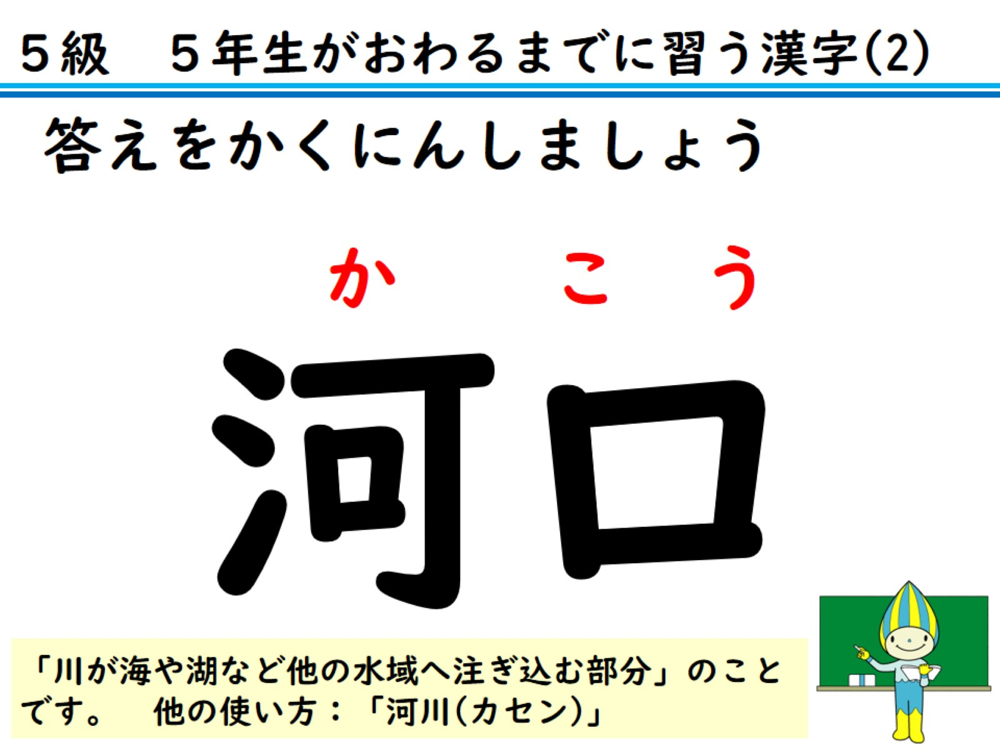 ５級　５年生がおわるまでに習う漢字(2)
答えをかくにんしましょう
か　こう
河口
「川が海や湖など他の水域へ注ぎ込む部分」のこと
です。　他の使い方：「河川(カセン)」